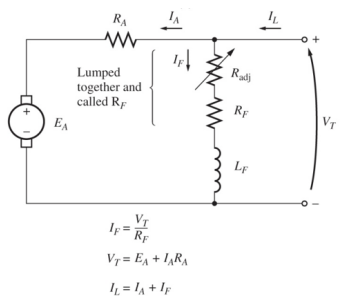 R_A
I_A
I_L
+
I_F
R_adj
Lumped
together and
called R_F
R_F
+
E_A
–
V_T
L_F
–
I_F = V_T / R_F
V_T = E_A + I_A R_A
I_L = I_A + I_F